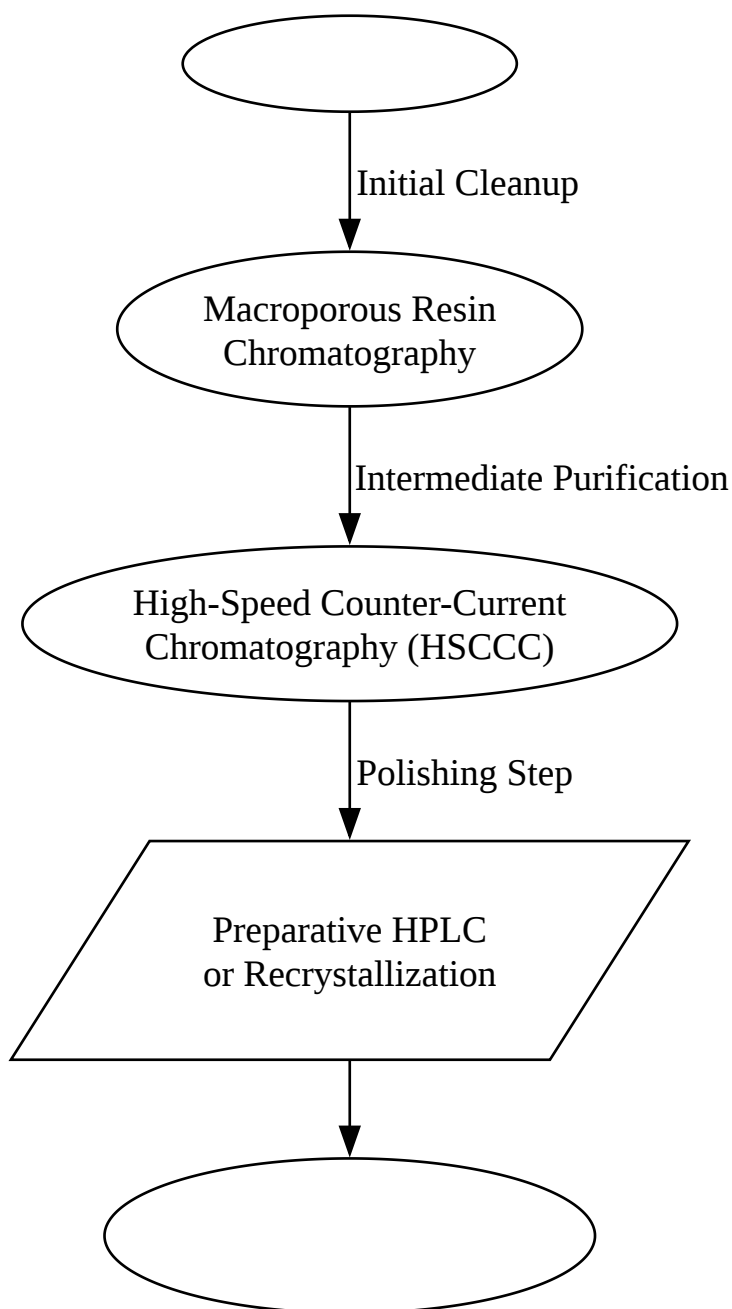 Initial Cleanup
Macroporous Resin
Chromatography
Intermediate Purification
High-Speed Counter-Current
Chromatography (HSCCC)
Polishing Step
Preparative HPLC
or Recrystallization